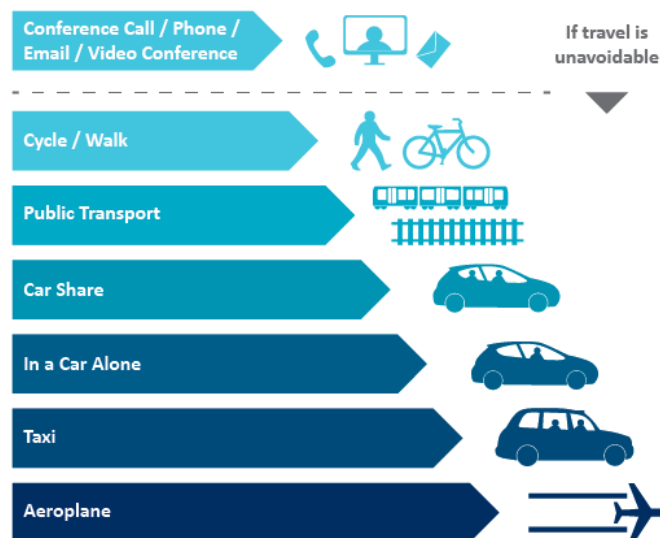 Conference Call / Phone /
Email / Video Conference
If travel is
unavoidable
Cycle / Walk
Public Transport
Car Share
In a Car Alone
Taxi
Aeroplane